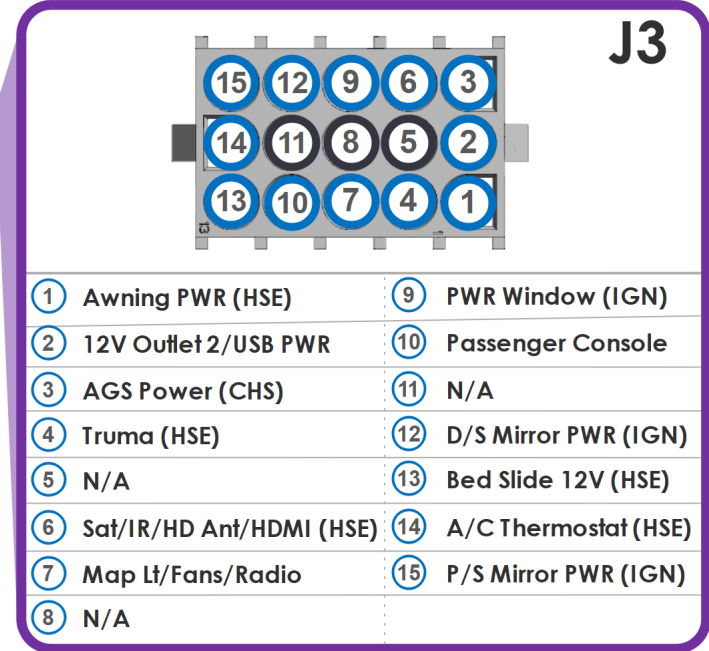 J3
15 12 9 6 3
14 11 8 5 2
13 10 7 4 1
1 Awning PWR (HSE)
2 12V Outlet 2/USB PWR
3 AGS Power (CHS)
4 Truma (HSE)
5 N/A
6 Sat/IR/HD Ant/HDMI (HSE)
7 Map Lt/Fans/Radio
8 N/A
9 PWR Window (IGN)
10 Passenger Console
11 N/A
12 D/S Mirror PWR (IGN)
13 Bed Slide 12V (HSE)
14 A/C Thermostat (HSE)
15 P/S Mirror PWR (IGN)